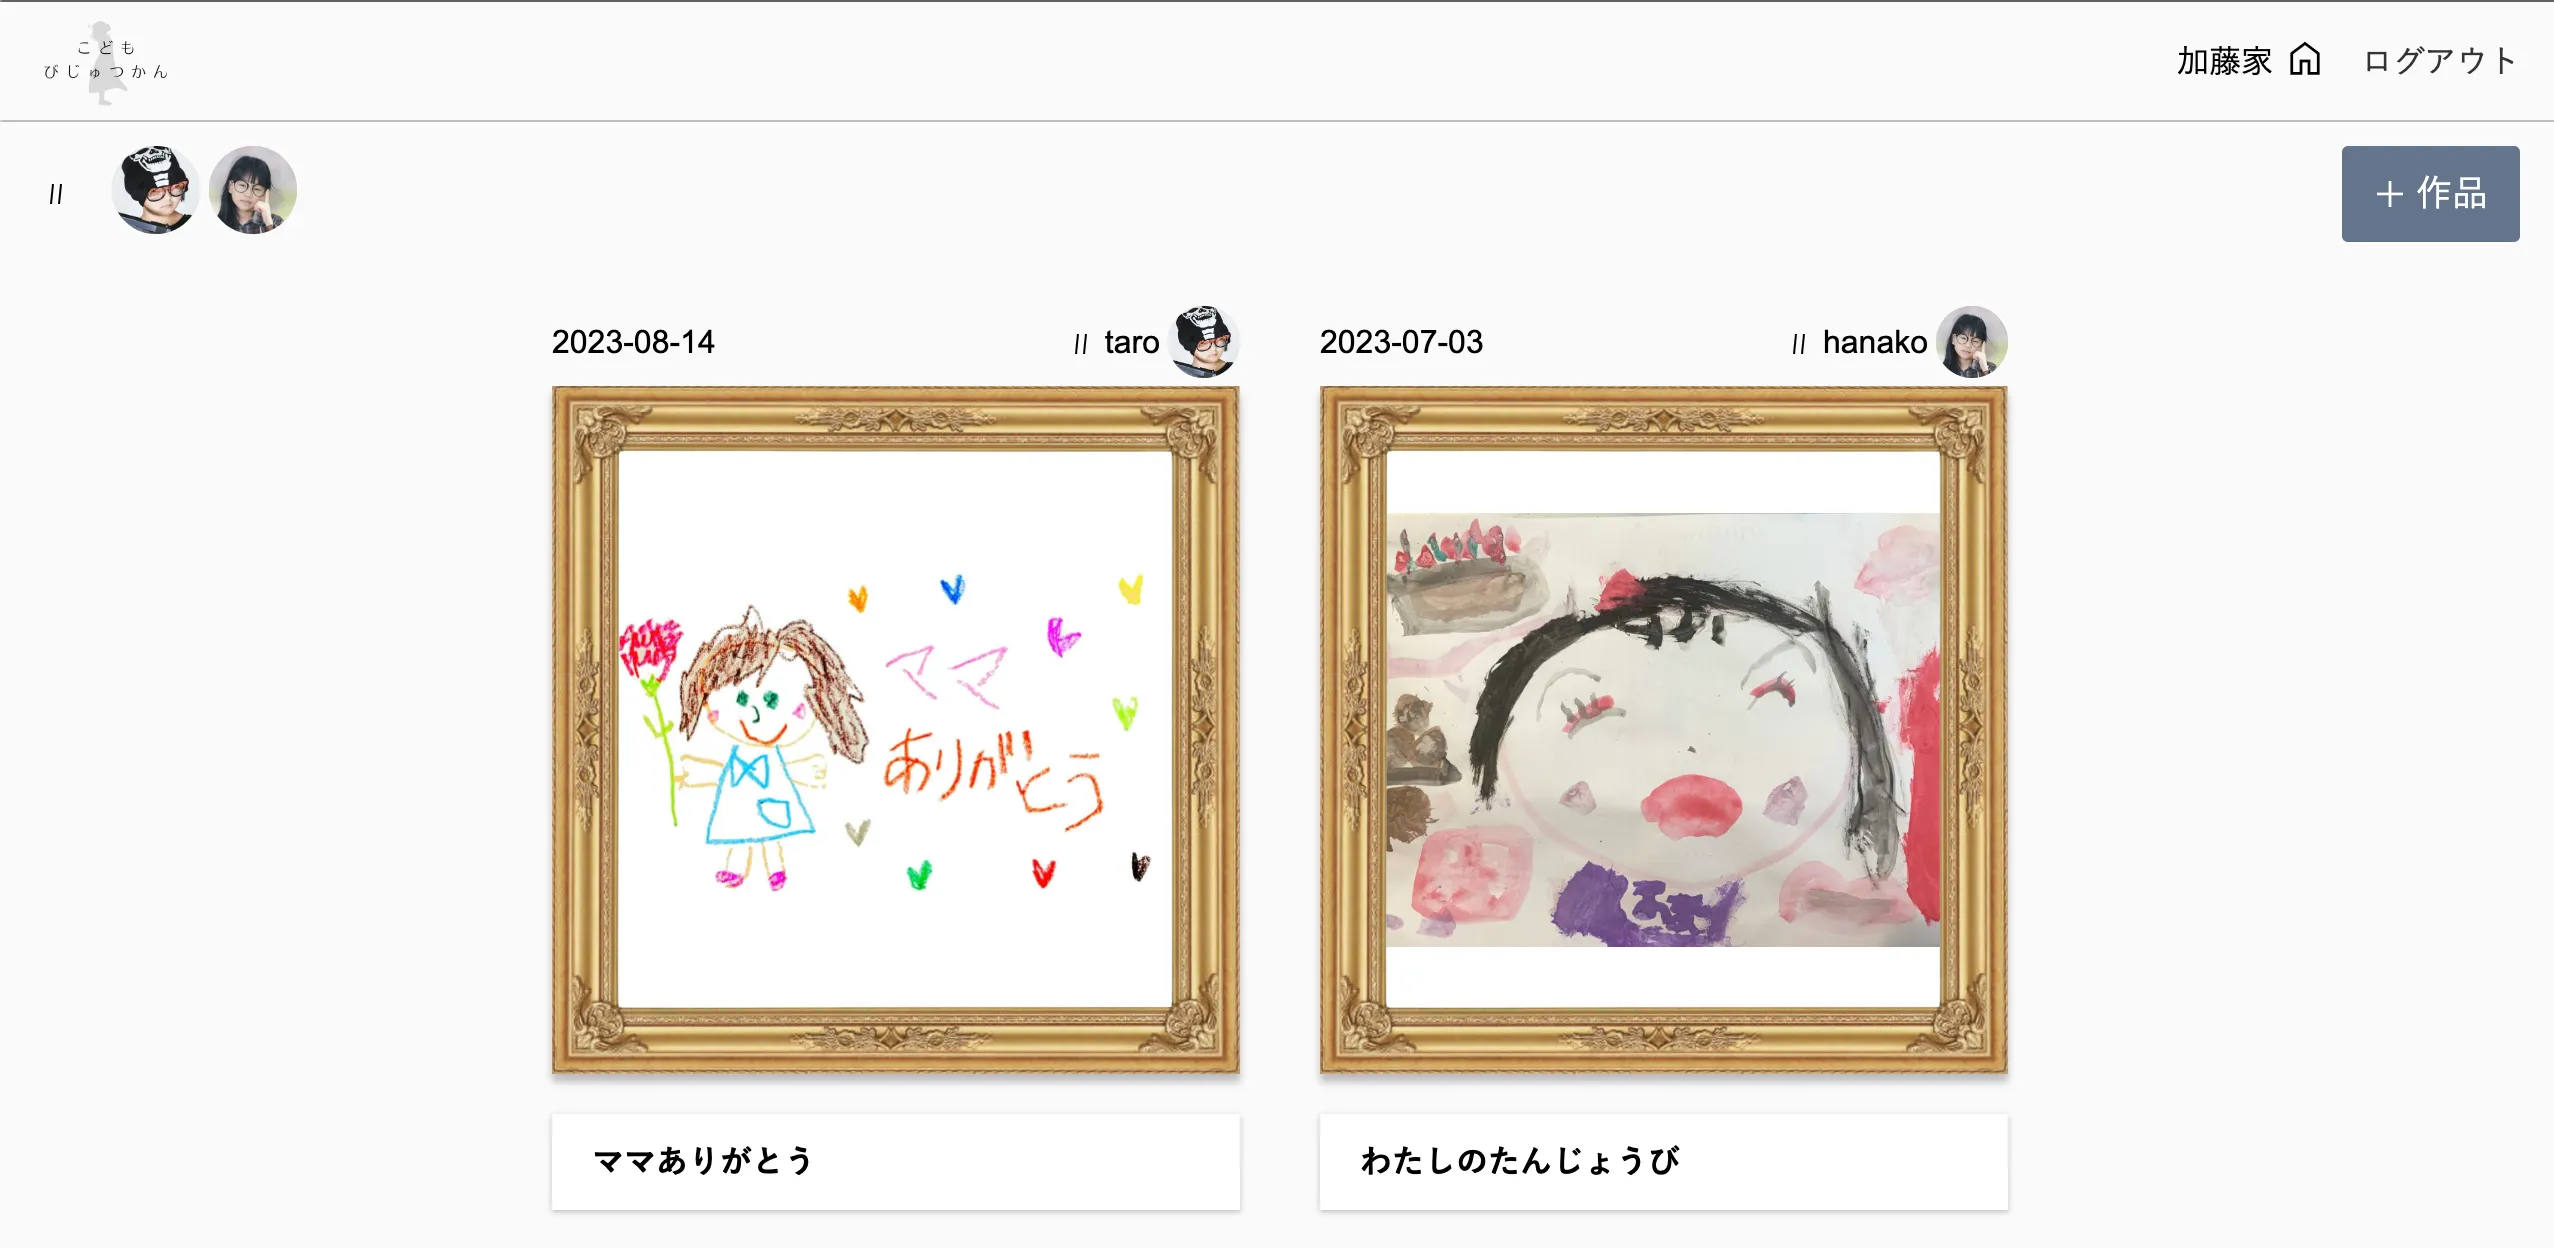 こども
びじゅつかん
加藤家
ログアウト
//
+ 作品
2023-08-14
// taro
2023-07-03
// hanako
ママ
ありがとう
ママありがとう
わたしのたんじょうび